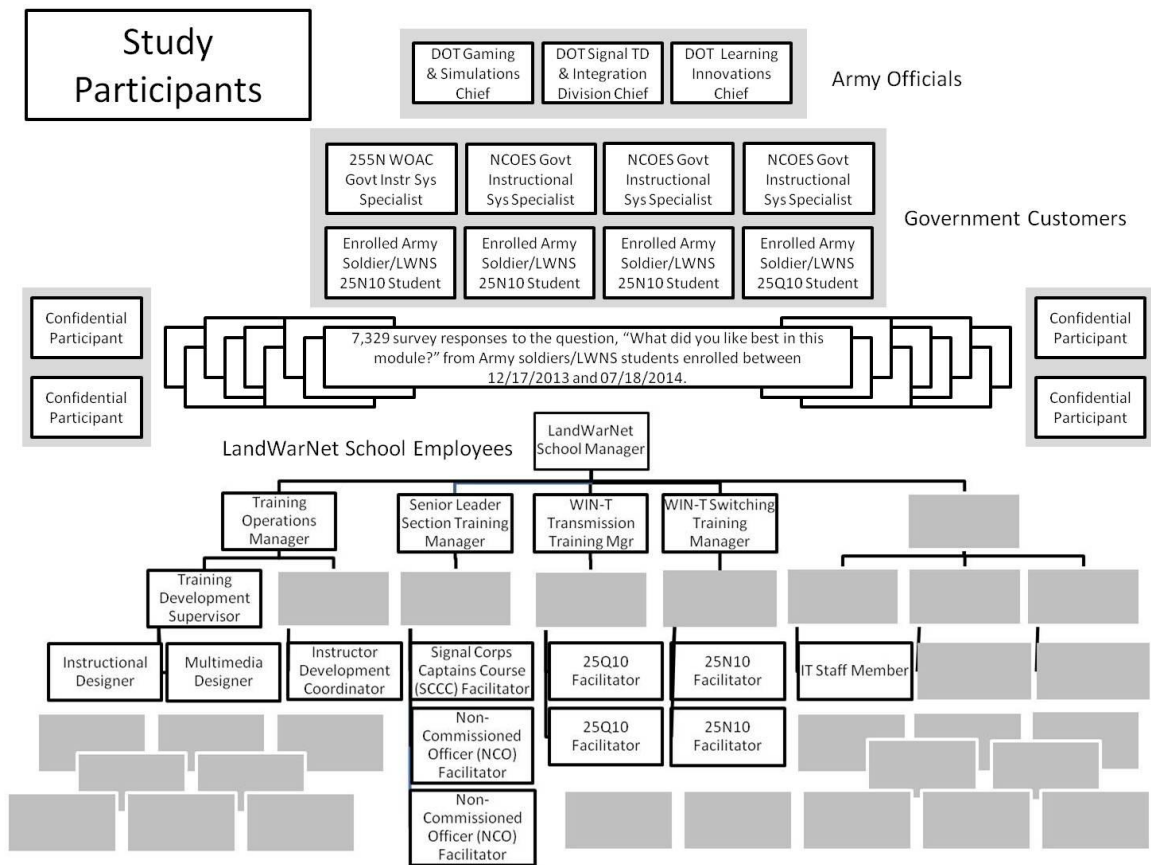 Study
Participants
DOT Gaming
& Simulations
Chief
DOT Signal TD
& Integration
Division Chief
DOT Learning
Innovations
Chief
Army Officials
255N WOAC
Govt Instr Sys
Specialist
NCOES Govt
Instructional
Sys Specialist
NCOES Govt
Instructional
Sys Specialist
NCOES Govt
Instructional
Sys Specialist
Government Customers
Enrolled Army
Soldier/LWNS
25N10 Student
Enrolled Army
Soldier/LWNS
25N10 Student
Enrolled Army
Soldier/LWNS
25N10 Student
Enrolled Army
Soldier/LWNS
25Q10 Student
Confidential
Participant
Confidential
Participant
7,329 survey responses to the question, “What did you like best in this
module?” from Army soldiers/LWNS students enrolled between
12/17/2013 and 07/18/2014.
Confidential
Participant
Confidential
Participant
LandWarNet School Employees
LandWarNet
School Manager
Training
Operations
Manager
Senior Leader
Section Training
Manager
WIN-T
Transmission
Training Mgr
WIN-T Switching
Training
Manager
Training
Development
Supervisor
Instructional
Designer
Multimedia
Designer
Instructor
Development
Coordinator
Signal Corps
Captains Course
(SCCC) Facilitator
25Q10
Facilitator
25N10
Facilitator
IT Staff Member
Non-
Commissioned
Officer (NCO)
Facilitator
25Q10
Facilitator
25N10
Facilitator
Non-
Commissioned
Officer (NCO)
Facilitator